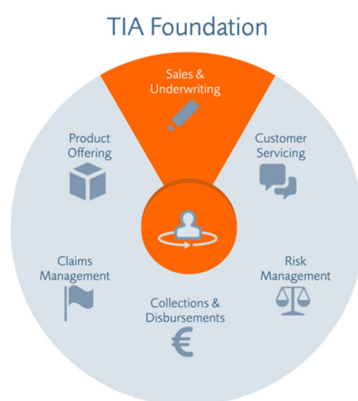 TIA Foundation
Sales &
Underwriting
Product
Offering
Customer
Servicing
Claims
Management
Risk
Management
Collections &
Disbursements
€